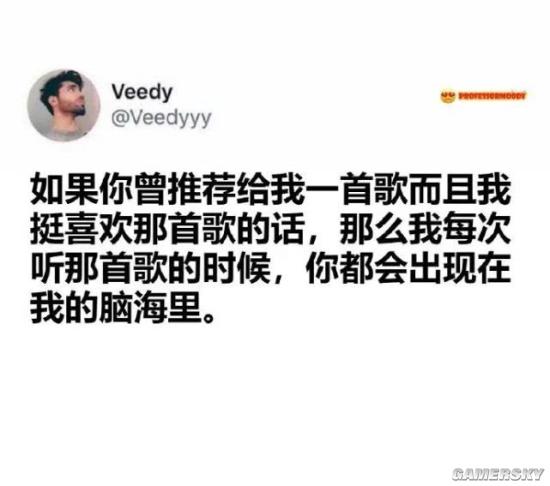 Veedy
@Veedyyy
PROFESSORMOODY
如果你曾推荐给我一首歌而且我
挺喜欢那首歌的话，那么我每次
听那首歌的时候，你都会出现在
我的脑海里。
GAMERSKY